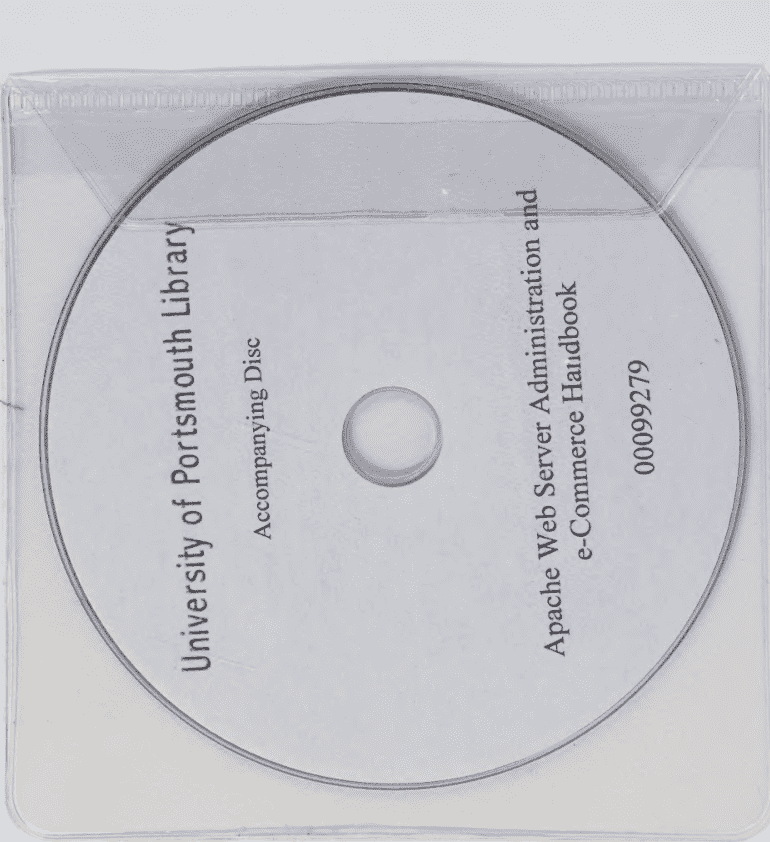 University of Portsmouth Library
Accompanying Disc
Apache Web Server Administration and
e-Commerce Handbook
00099279